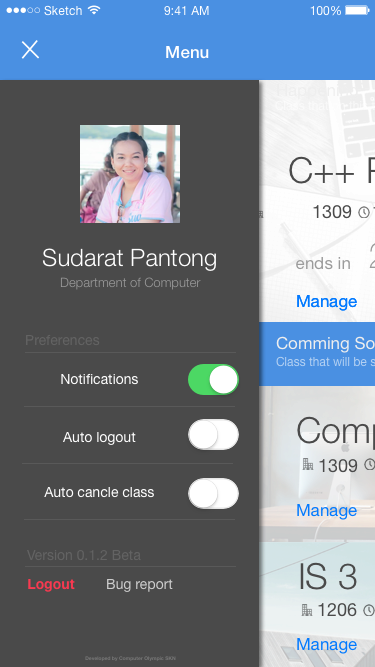 Sketch 9:41 AM 100%
Menu
Happening
C++
1309
ends in 2
Manage
Sudarat Pantong
Department of Computer
Preferences
Notifications
Auto logout
Auto cancle class
Version 0.1.2 Beta
Logout Bug report
Developed by Computer Olympic SKK
Comming So
Class that will be s
Comp
1309
Manage
IS 3
1206
Manage